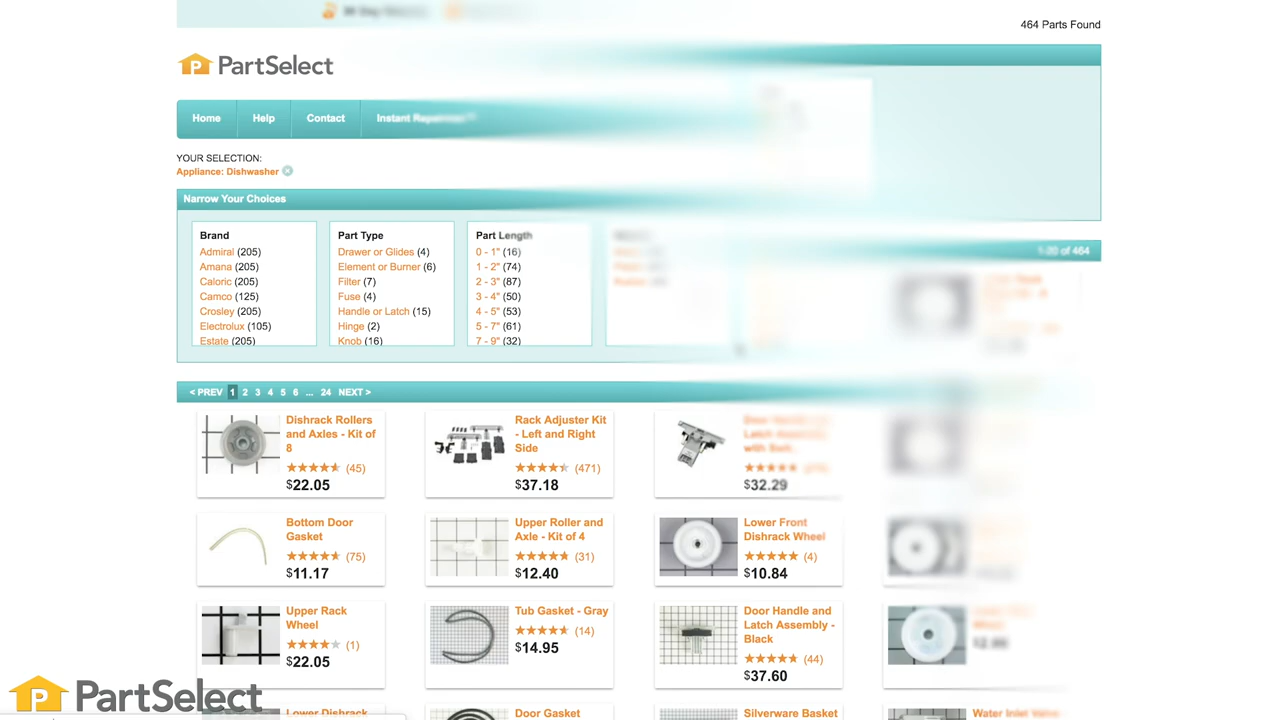 464 Parts Found
PartSelect
Home Help Contact Instant
YOUR SELECTION:
Appliance: Dishwasher
Narrow Your Choices
Brand
Admiral (205)
Amana (205)
Caloric (205)
Camco (125)
Crosley (205)
Electrolux (105)
Estate (205)
Part Type
Drawer or Glides (4)
Element or Burner (6)
Filter (7)
Fuse (4)
Handle or Latch (15)
Hinge (2)
Knob (16)
Part Length
0 - 1" (16)
1 - 2" (74)
2 - 3" (87)
3 - 4" (50)
4 - 5" (53)
5 - 7" (61)
7 - 9" (32)
1-20 of 464
< PREV 1 2 3 4 5 6 ... 24 NEXT >
Dishrack Rollers
and Axles - Kit of
8
(45)
$22.05
Rack Adjuster Kit
- Left and Right
Side
(471)
$37.18
$32.29
Bottom Door
Gasket
(75)
$11.17
Upper Roller and
Axle - Kit of 4
(31)
$12.40
Lower Front
Dishrack Wheel
(4)
$10.84
Upper Rack
Wheel
(1)
$22.05
Tub Gasket - Gray
(14)
$14.95
Door Handle and
Latch Assembly -
Black
(44)
$37.60
Lower Dishrack
Door Gasket
Silverware Basket
Water Inlet Valve
PartSelect